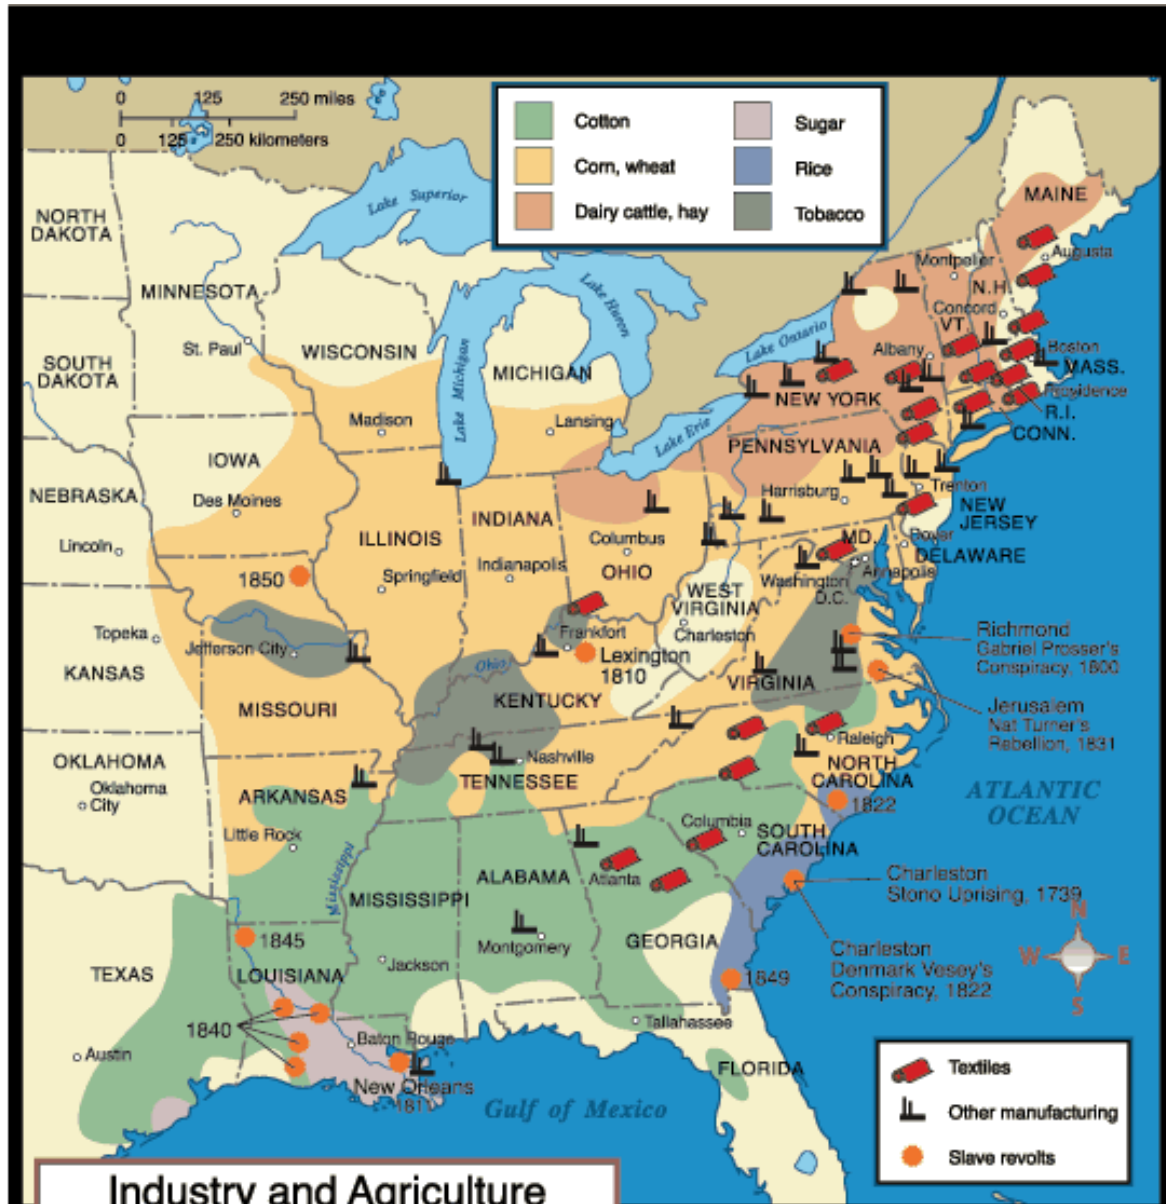 0 125 250 miles
0 125 250 kilometers
Cotton
Corn, wheat
Dairy cattle, hay
Sugar
Rice
Tobacco
Lake Superior
NORTH
DAKOTA
MINNESOTA
St. Paul
WISCONSIN
Lake Michigan
Lake Huron
MICHIGAN
Lansing
Madison
SOUTH
DAKOTA
IOWA
Des Moines
NEBRASKA
Lincoln
Lake Ontario
Lake Erie
MAINE
Augusta
Montpelier
N.H.
Concord
VT.
Albany
Boston
MASS.
R.I.
CONN.
NEW YORK
PENNSYLVANIA
Harrisburg
Trenton
NEW
JERSEY
DELAWARE
MD.
Annapolis
Washington
D.C.
ILLINOIS
Springfield
INDIANA
Indianapolis
Columbus
OHIO
WEST
VIRGINIA
Charleston
1850
Topeka
Jefferson City
KANSAS
MISSOURI
Frankfort
Lexington
1810
Ohio
KENTUCKY
VIRGINIA
Richmond
Gabriel Prosser's
Conspiracy, 1800
Jerusalem
Nat Turner's
Rebellion, 1831
OKLAHOMA
Oklahoma
City
ARKANSAS
Little Rock
Nashville
TENNESSEE
Raleigh
NORTH
CAROLINA
1822
ATLANTIC
OCEAN
Columbia
SOUTH
CAROLINA
Charleston
Stono Uprising, 1739
Charleston
Denmark Vesey's
Conspiracy, 1822
Mississippi
MISSISSIPPI
ALABAMA
Atlanta
Montgomery
GEORGIA
1849
Jackson
TEXAS
Austin
1845
LOUISIANA
1840
Baton Rouge
New Orleans
1811
Tallahassee
FLORIDA
Gulf of Mexico
N
W E
S
Textiles
Other manufacturing
Slave revolts
Industry and Agriculture